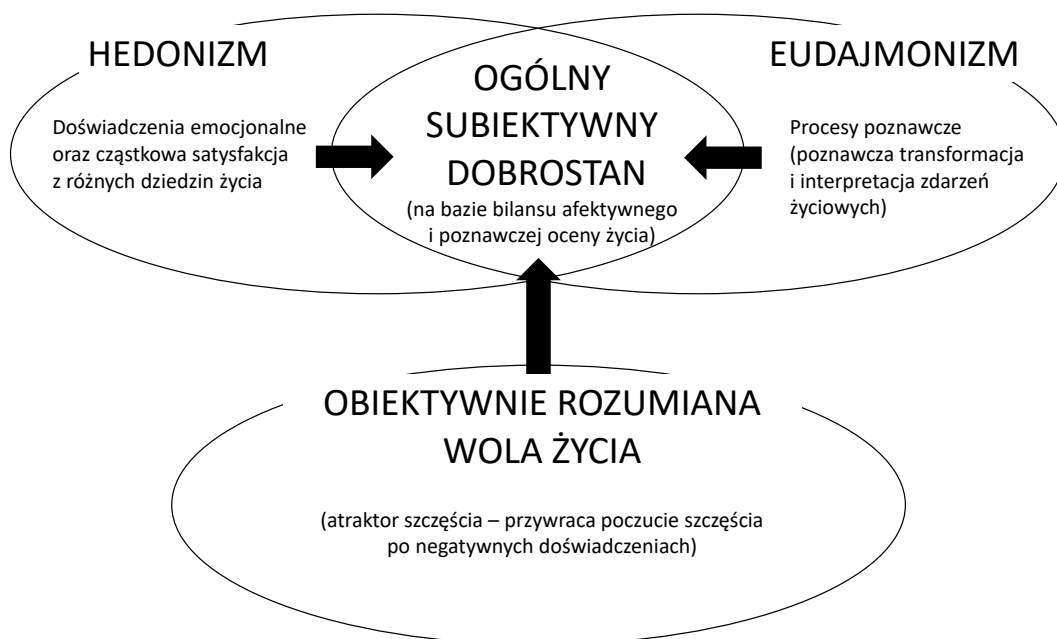 HEDONIZM
Doświadczenia emocjonalne
oraz cząstkowa satysfakcja
z różnych dziedzin życia
OGÓLNY
SUBIEKTYWNY
DOBROSTAN
(na bazie bilansu afektywnego
i poznawczej oceny życia)
EUDAJMONIZM
Procesy poznawcze
(poznawcza transformacja
i interpretacja zdarzeń
życiowych)
OBIEKTYWNIE ROZUMIANA
WOLA ŻYCIA
(atraktor szczęścia – przywraca poczucie szczęścia
po negatywnych doświadczeniach)